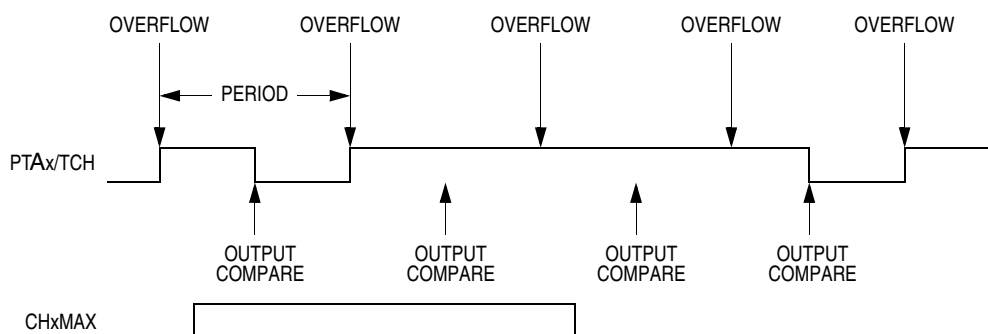 OVERFLOW OVERFLOW OVERFLOW OVERFLOW OVERFLOW
PERIOD
PTAx/TCH
OUTPUT COMPARE
OUTPUT COMPARE
OUTPUT COMPARE
OUTPUT COMPARE
CHxMAX